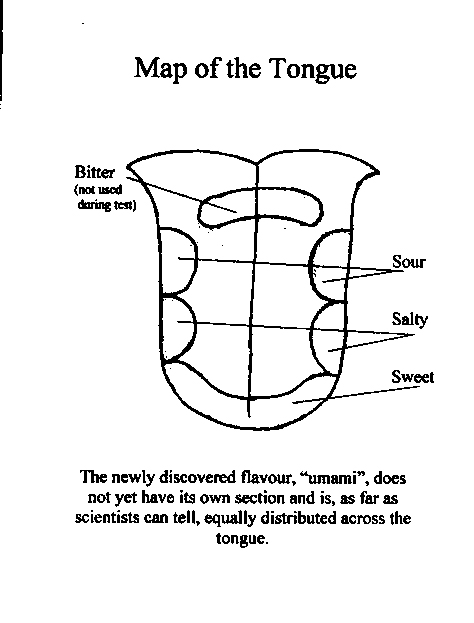 Map of the Tongue
Bitter
(not used
during test)
Sour
Salty
Sweet
The newly discovered flavour, “umami”, does
not yet have its own section and is, as far as
scientists can tell, equally distributed across the
tongue.